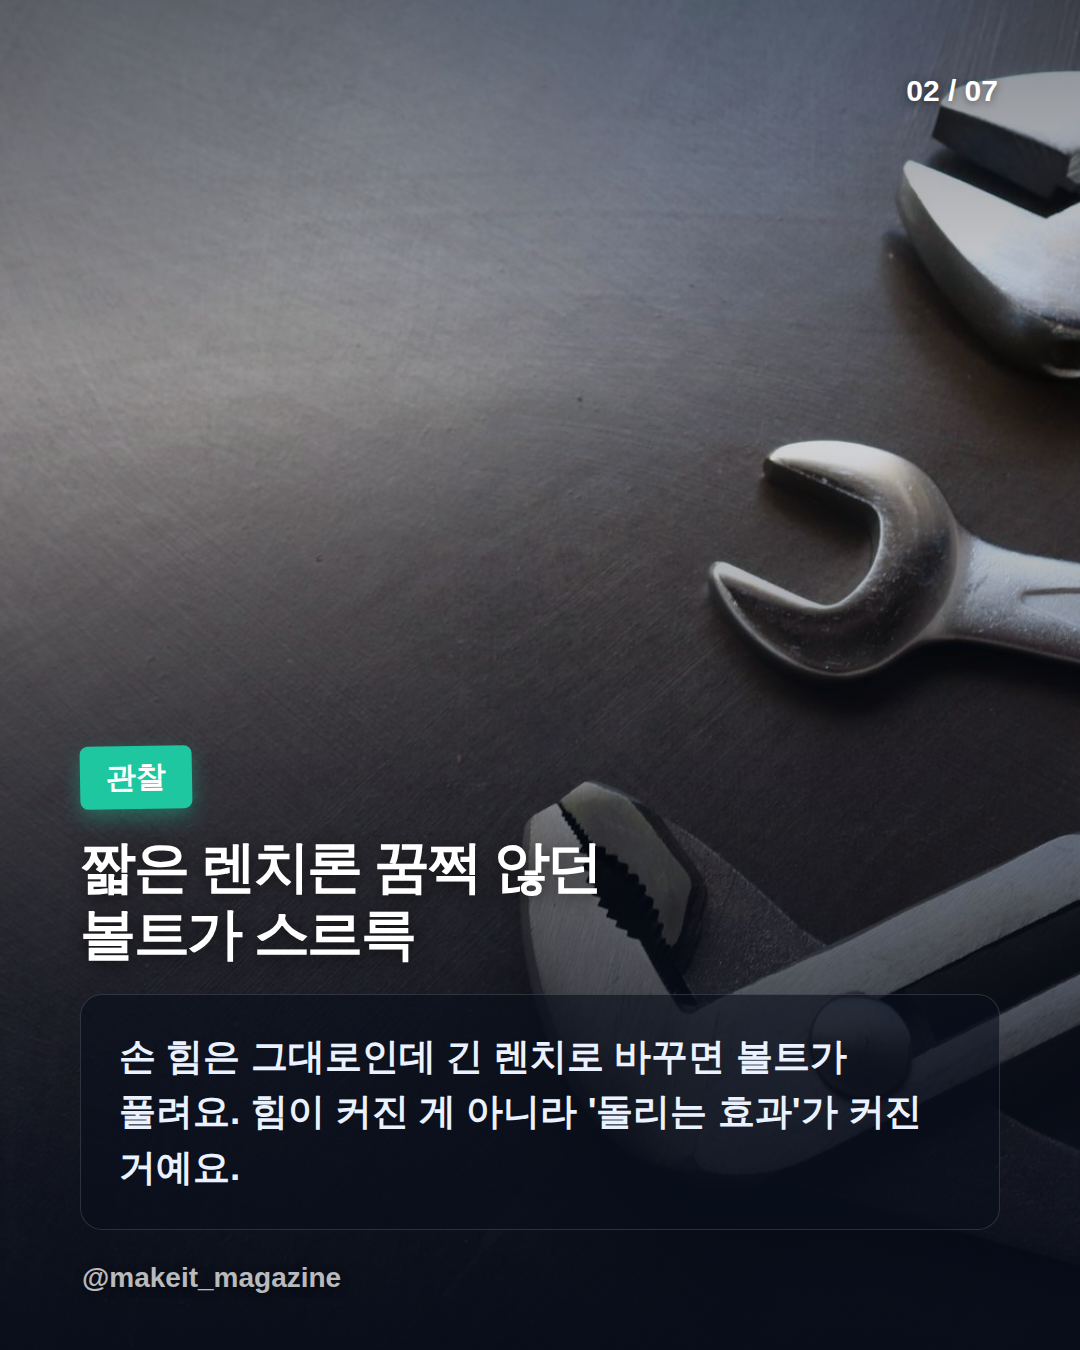 02 / 07
관찰
짧은 렌치론 꿈쩍 않던
볼트가 스르륵
손 힘은 그대로인데 긴 렌치로 바꾸면 볼트가
풀려요. 힘이 커진 게 아니라 '돌리는 효과'가 커진
거예요.
@makeit_magazine